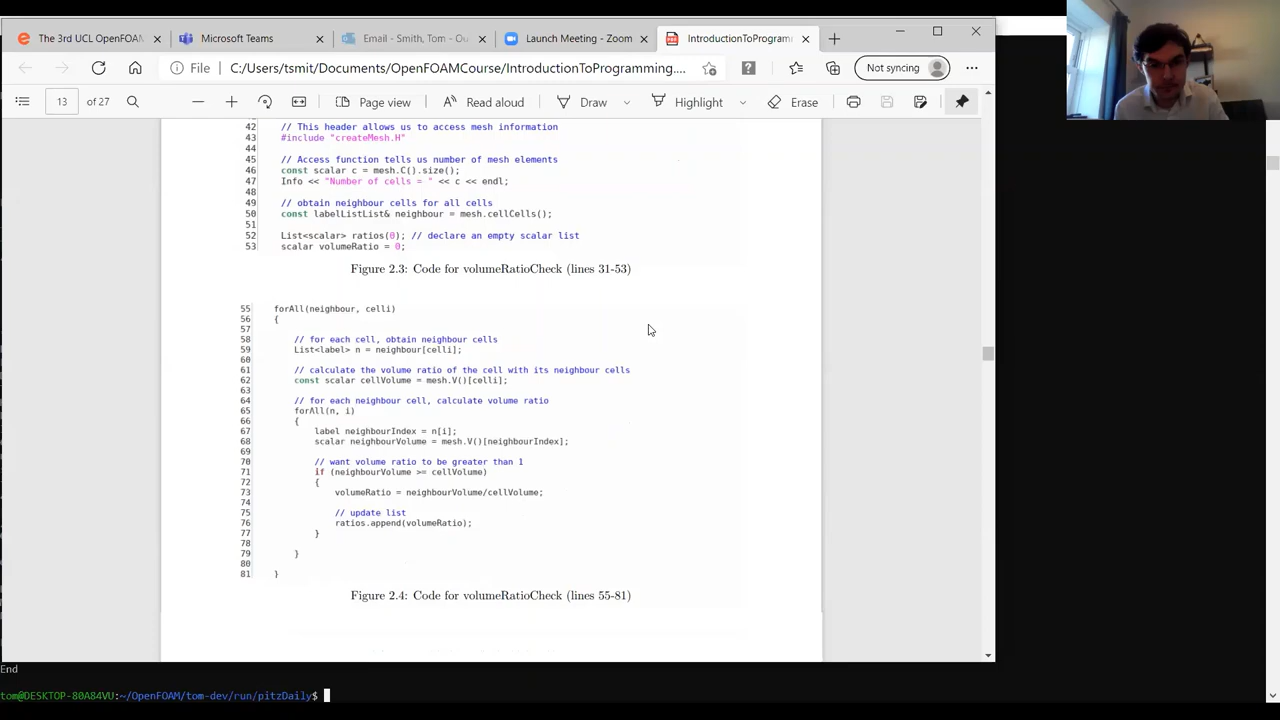 The 3rd UCL OpenFOAM
Microsoft Teams
Email - Smith, Tom - Ou
Launch Meeting - Zoom
IntroductionToProgram
File
C:/Users/tsmit/Documents/OpenFOAMCourse/IntroductionToProgramming....
Not syncing
13 of 27
Page view
Read aloud
Draw
Highlight
Erase
42 // This header allows us to access mesh information
43 #include "createMesh.H"
44
45 // Access function tells us number of mesh elements
46 const scalar c = mesh.C().size();
47 Info << "Number of cells = " << c << endl;
48
49 // obtain neighbour cells for all cells
50 const labelListList& neighbour = mesh.cellCells();
51
52 List<scalar> ratios(0); // declare an empty scalar list
53 scalar volumeRatio = 0;
Figure 2.3: Code for volumeRatioCheck (lines 31-53)
55 forAll(neighbour, celli)
56 {
57
58 // for each cell, obtain neighbour cells
59 List<label> n = neighbour[celli];
60
61 // calculate the volume ratio of the cell with its neighbour cells
62 const scalar cellVolume = mesh.V()[celli];
63
64 // for each neighbour cell, calculate volume ratio
65 forAll(n, i)
66 {
67 label neighbourIndex = n[i];
68 scalar neighbourVolume = mesh.V()[neighbourIndex];
69
70 // want volume ratio to be greater than 1
71 if (neighbourVolume >= cellVolume)
72 {
73 volumeRatio = neighbourVolume/cellVolume;
74
75 // update list
76 ratios.append(volumeRatio);
77 }
78
79 }
80
81 }
Figure 2.4: Code for volumeRatioCheck (lines 55-81)
End
tom@DESKTOP-80A84VU:~/OpenFOAM/tom-dev/run/pitzDaily$